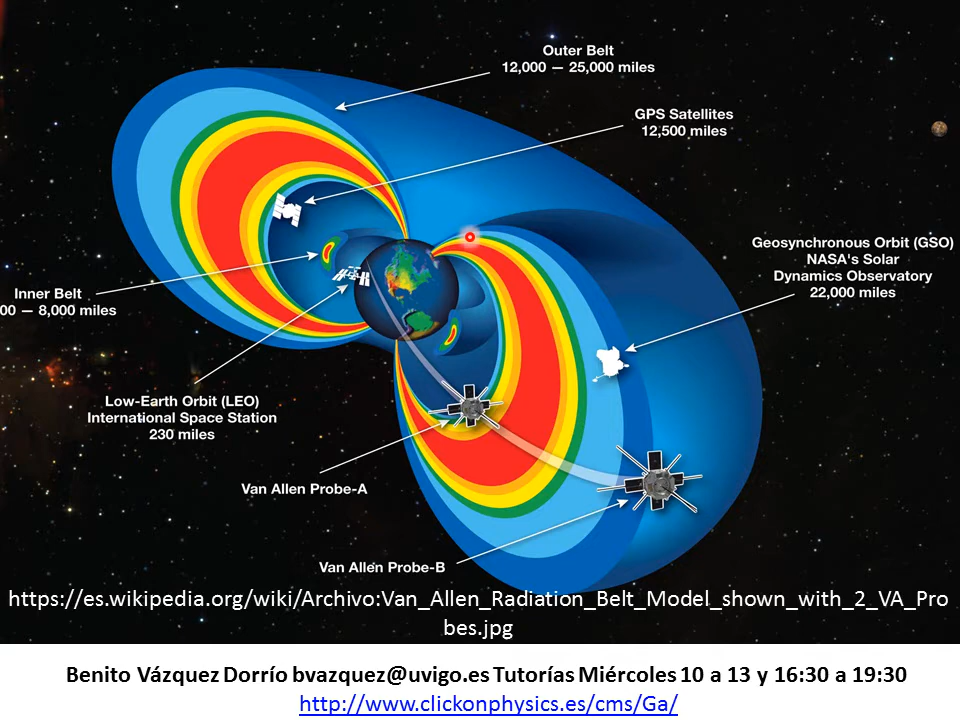 Outer Belt
12,000 — 25,000 miles
GPS Satellites
12,500 miles
Geosynchronous Orbit (GSO)
NASA's Solar
Dynamics Observatory
22,000 miles
Inner Belt
00 — 8,000 miles
Low-Earth Orbit (LEO)
International Space Station
230 miles
Van Allen Probe-A
Van Allen Probe-B
https://es.wikipedia.org/wiki/Archivo:Van_Allen_Radiation_Belt_Model_shown_with_2_VA_Pro
bes.jpg
Benito Vázquez Dorrío bvazquez@uvigo.es Tutorías Miércoles 10 a 13 y 16:30 a 19:30
http://www.clickonphysics.es/cms/Ga/